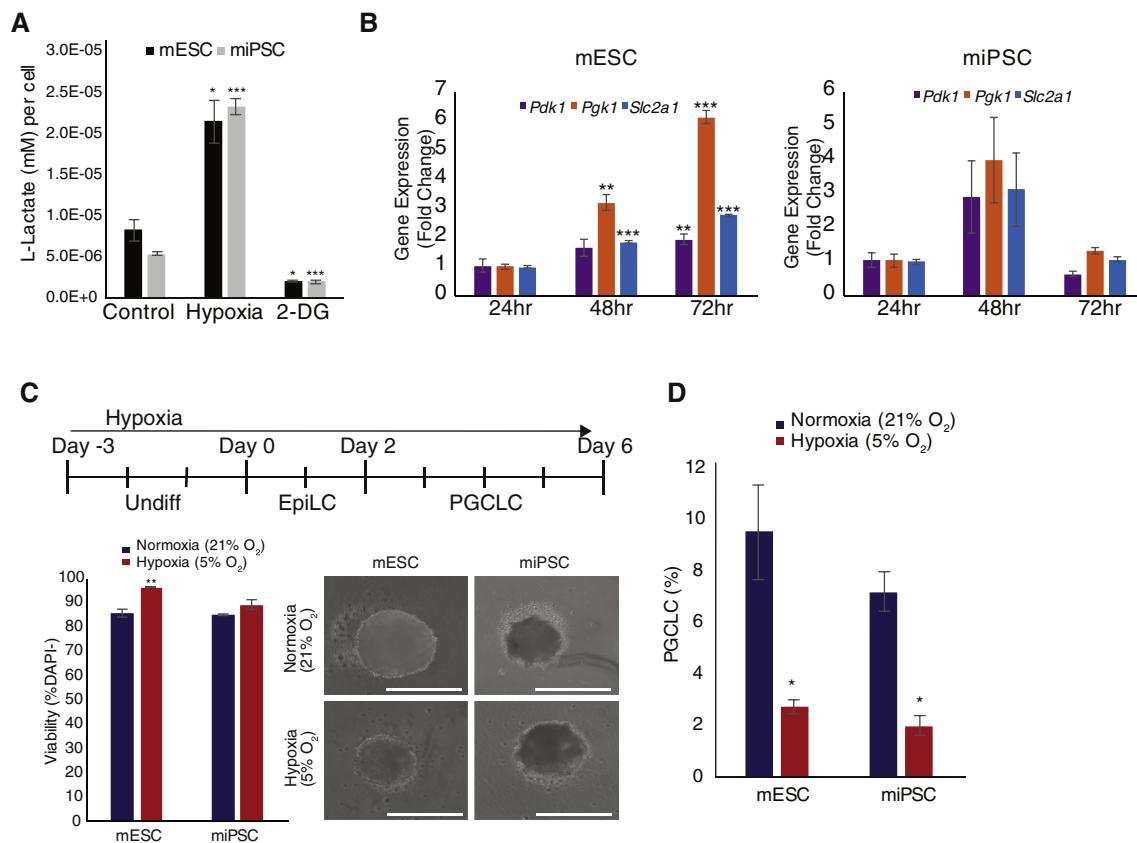 A
mESC miPSC
L-Lactate (mM) per cell
3.0E-05
2.5E-05
2.0E-05
1.5E-05
1.0E-05
5.0E-06
0.0E+0
* ***
* ***
Control Hypoxia 2-DG
B
mESC
Pdk1 Pgk1 Slc2a1
Gene Expression
(Fold Change)
7
6
5
4
3
2
1
0
** ***
** *** ***
24hr 48hr 72hr
miPSC
Pdk1 Pgk1 Slc2a1
Gene Expression
(Fold Change)
6
5
4
3
2
1
0
24hr 48hr 72hr
C
Hypoxia
Day -3 Day 0 Day 2 Day 6
Undiff EpiLC PGCLC
Normoxia (21% O2)
Hypoxia (5% O2)
Viability (%DAPI-)
100
90
80
70
60
50
40
30
20
10
0
**
mESC miPSC
mESC miPSC
Normoxia
(21% O2)
Hypoxia
(5% O2)
D
Normoxia (21% O2)
Hypoxia (5% O2)
PGCLC (%)
12
10
8
6
4
2
0
* *
mESC miPSC